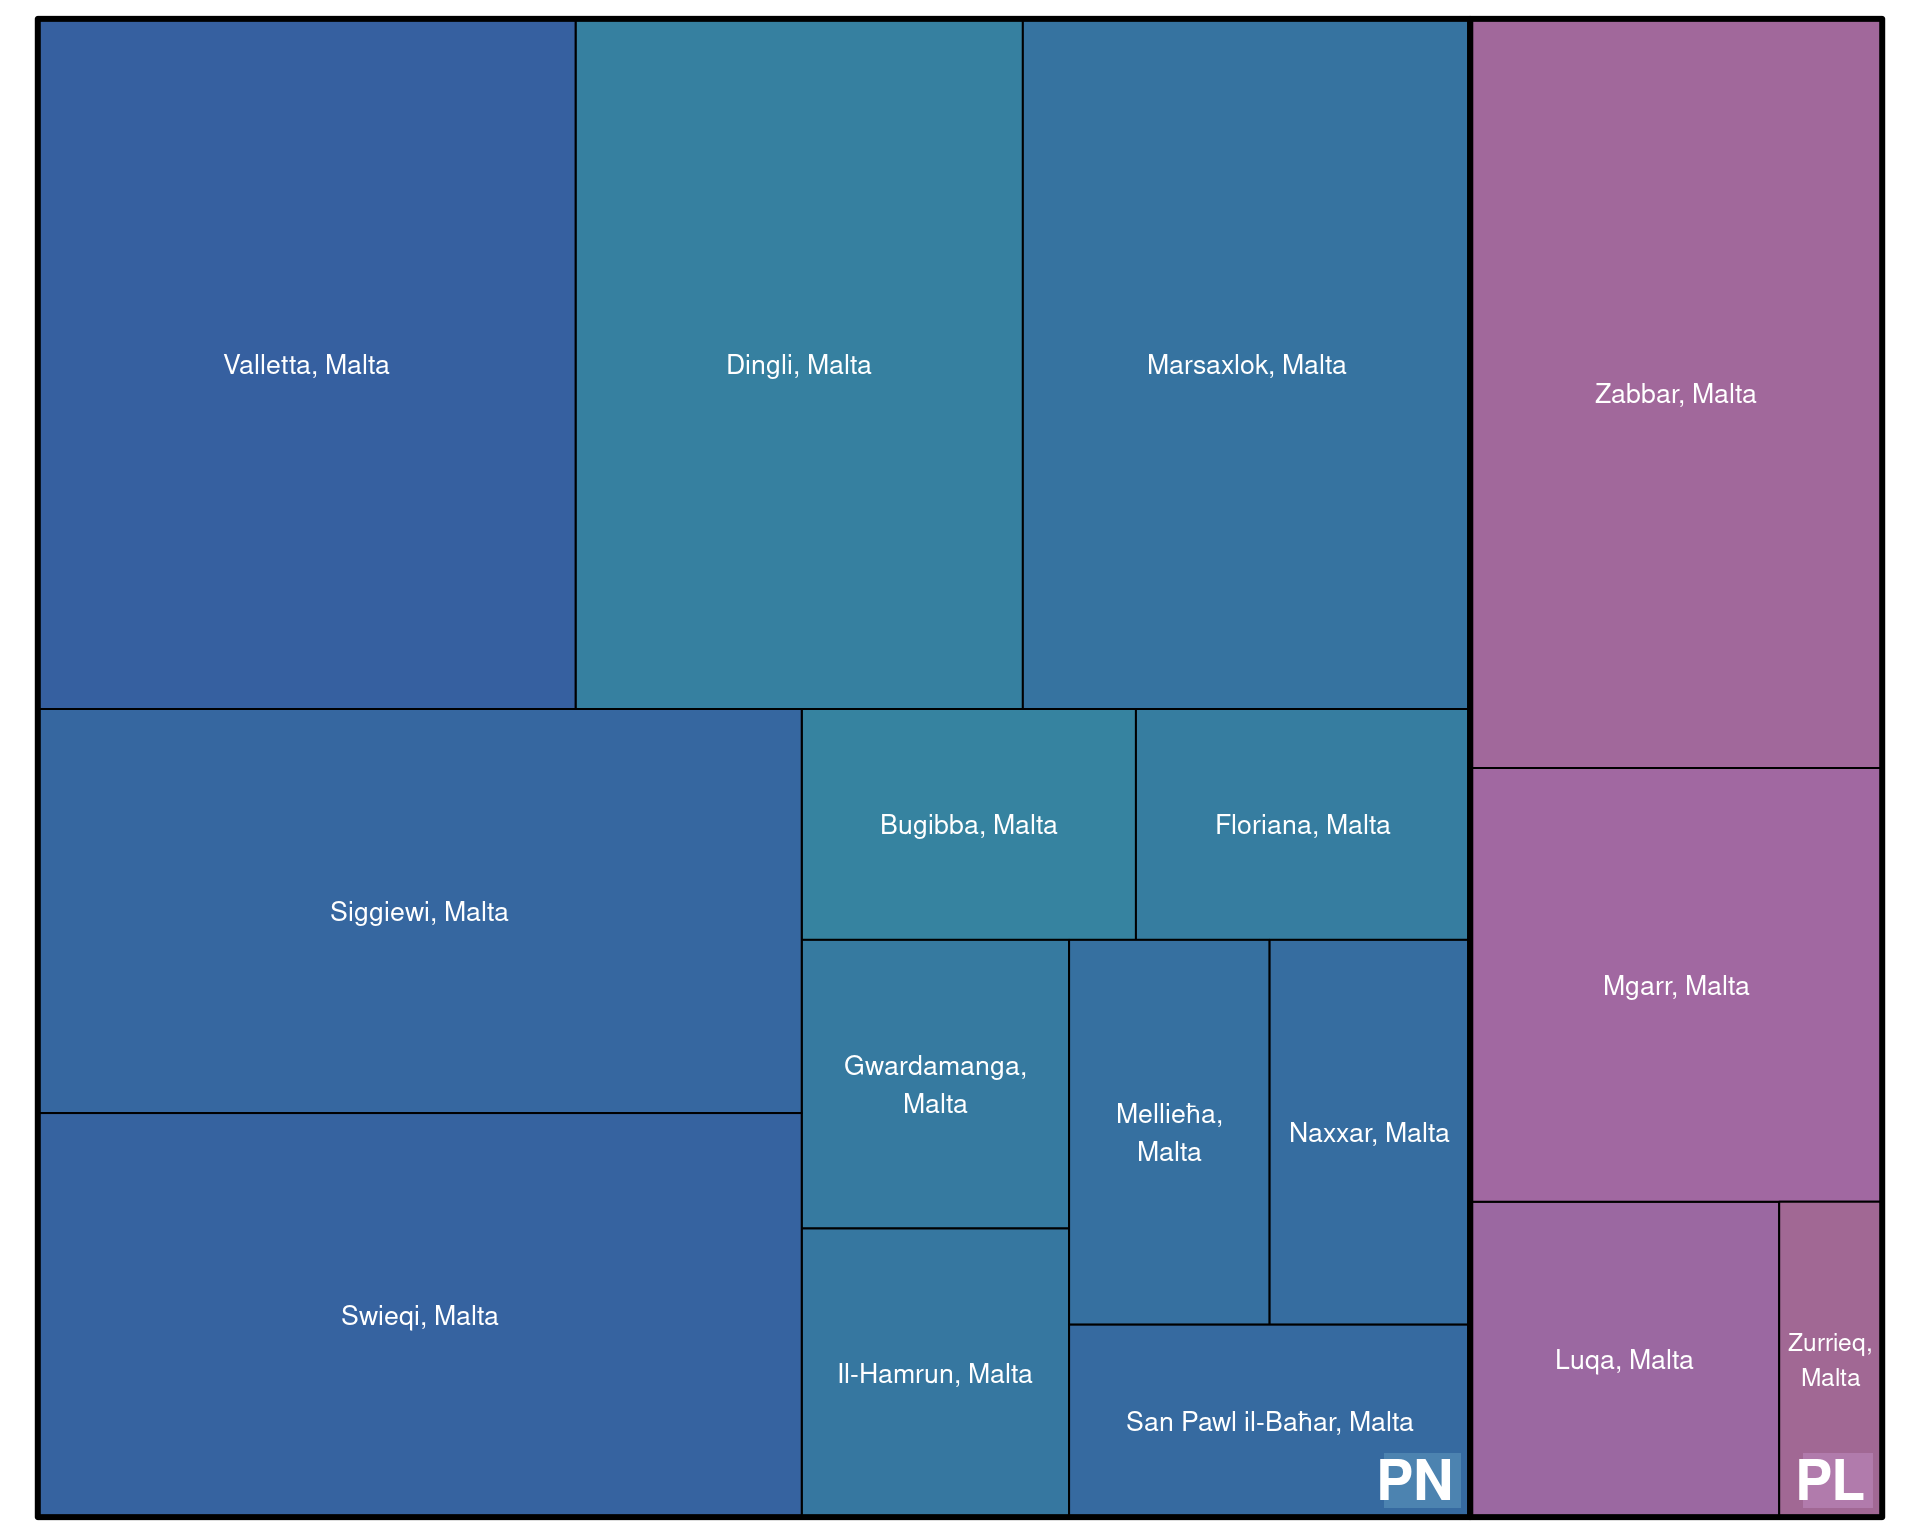 Valletta, Malta
Dingli, Malta
Marsaxlok, Malta
Zabbar, Malta
Siggiewi, Malta
Bugibba, Malta
Floriana, Malta
Mgarr, Malta
Gwardamanga,
Malta
Mellieħa,
Malta
Naxxar, Malta
Swieqi, Malta
Il-Hamrun, Malta
San Pawl il-Baħar, Malta
Luqa, Malta
Zurrieq,
Malta
PN
PL